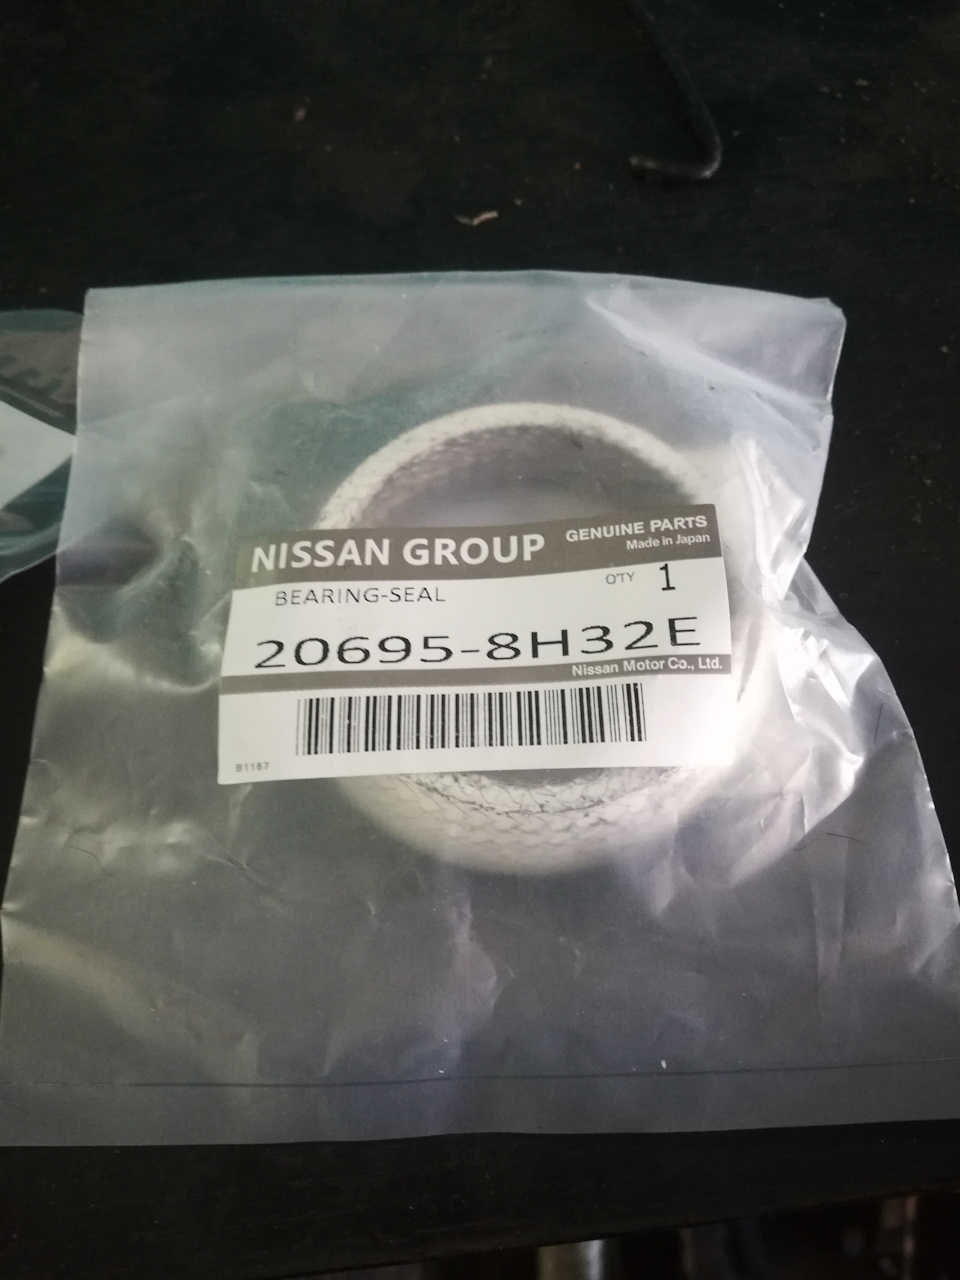 NISSAN GROUP
GENUINE PARTS
Made in Japan
BEARING-SEAL
Q'TY 1
20695-8H32E
Nissan Motor Co., Ltd.
B1167